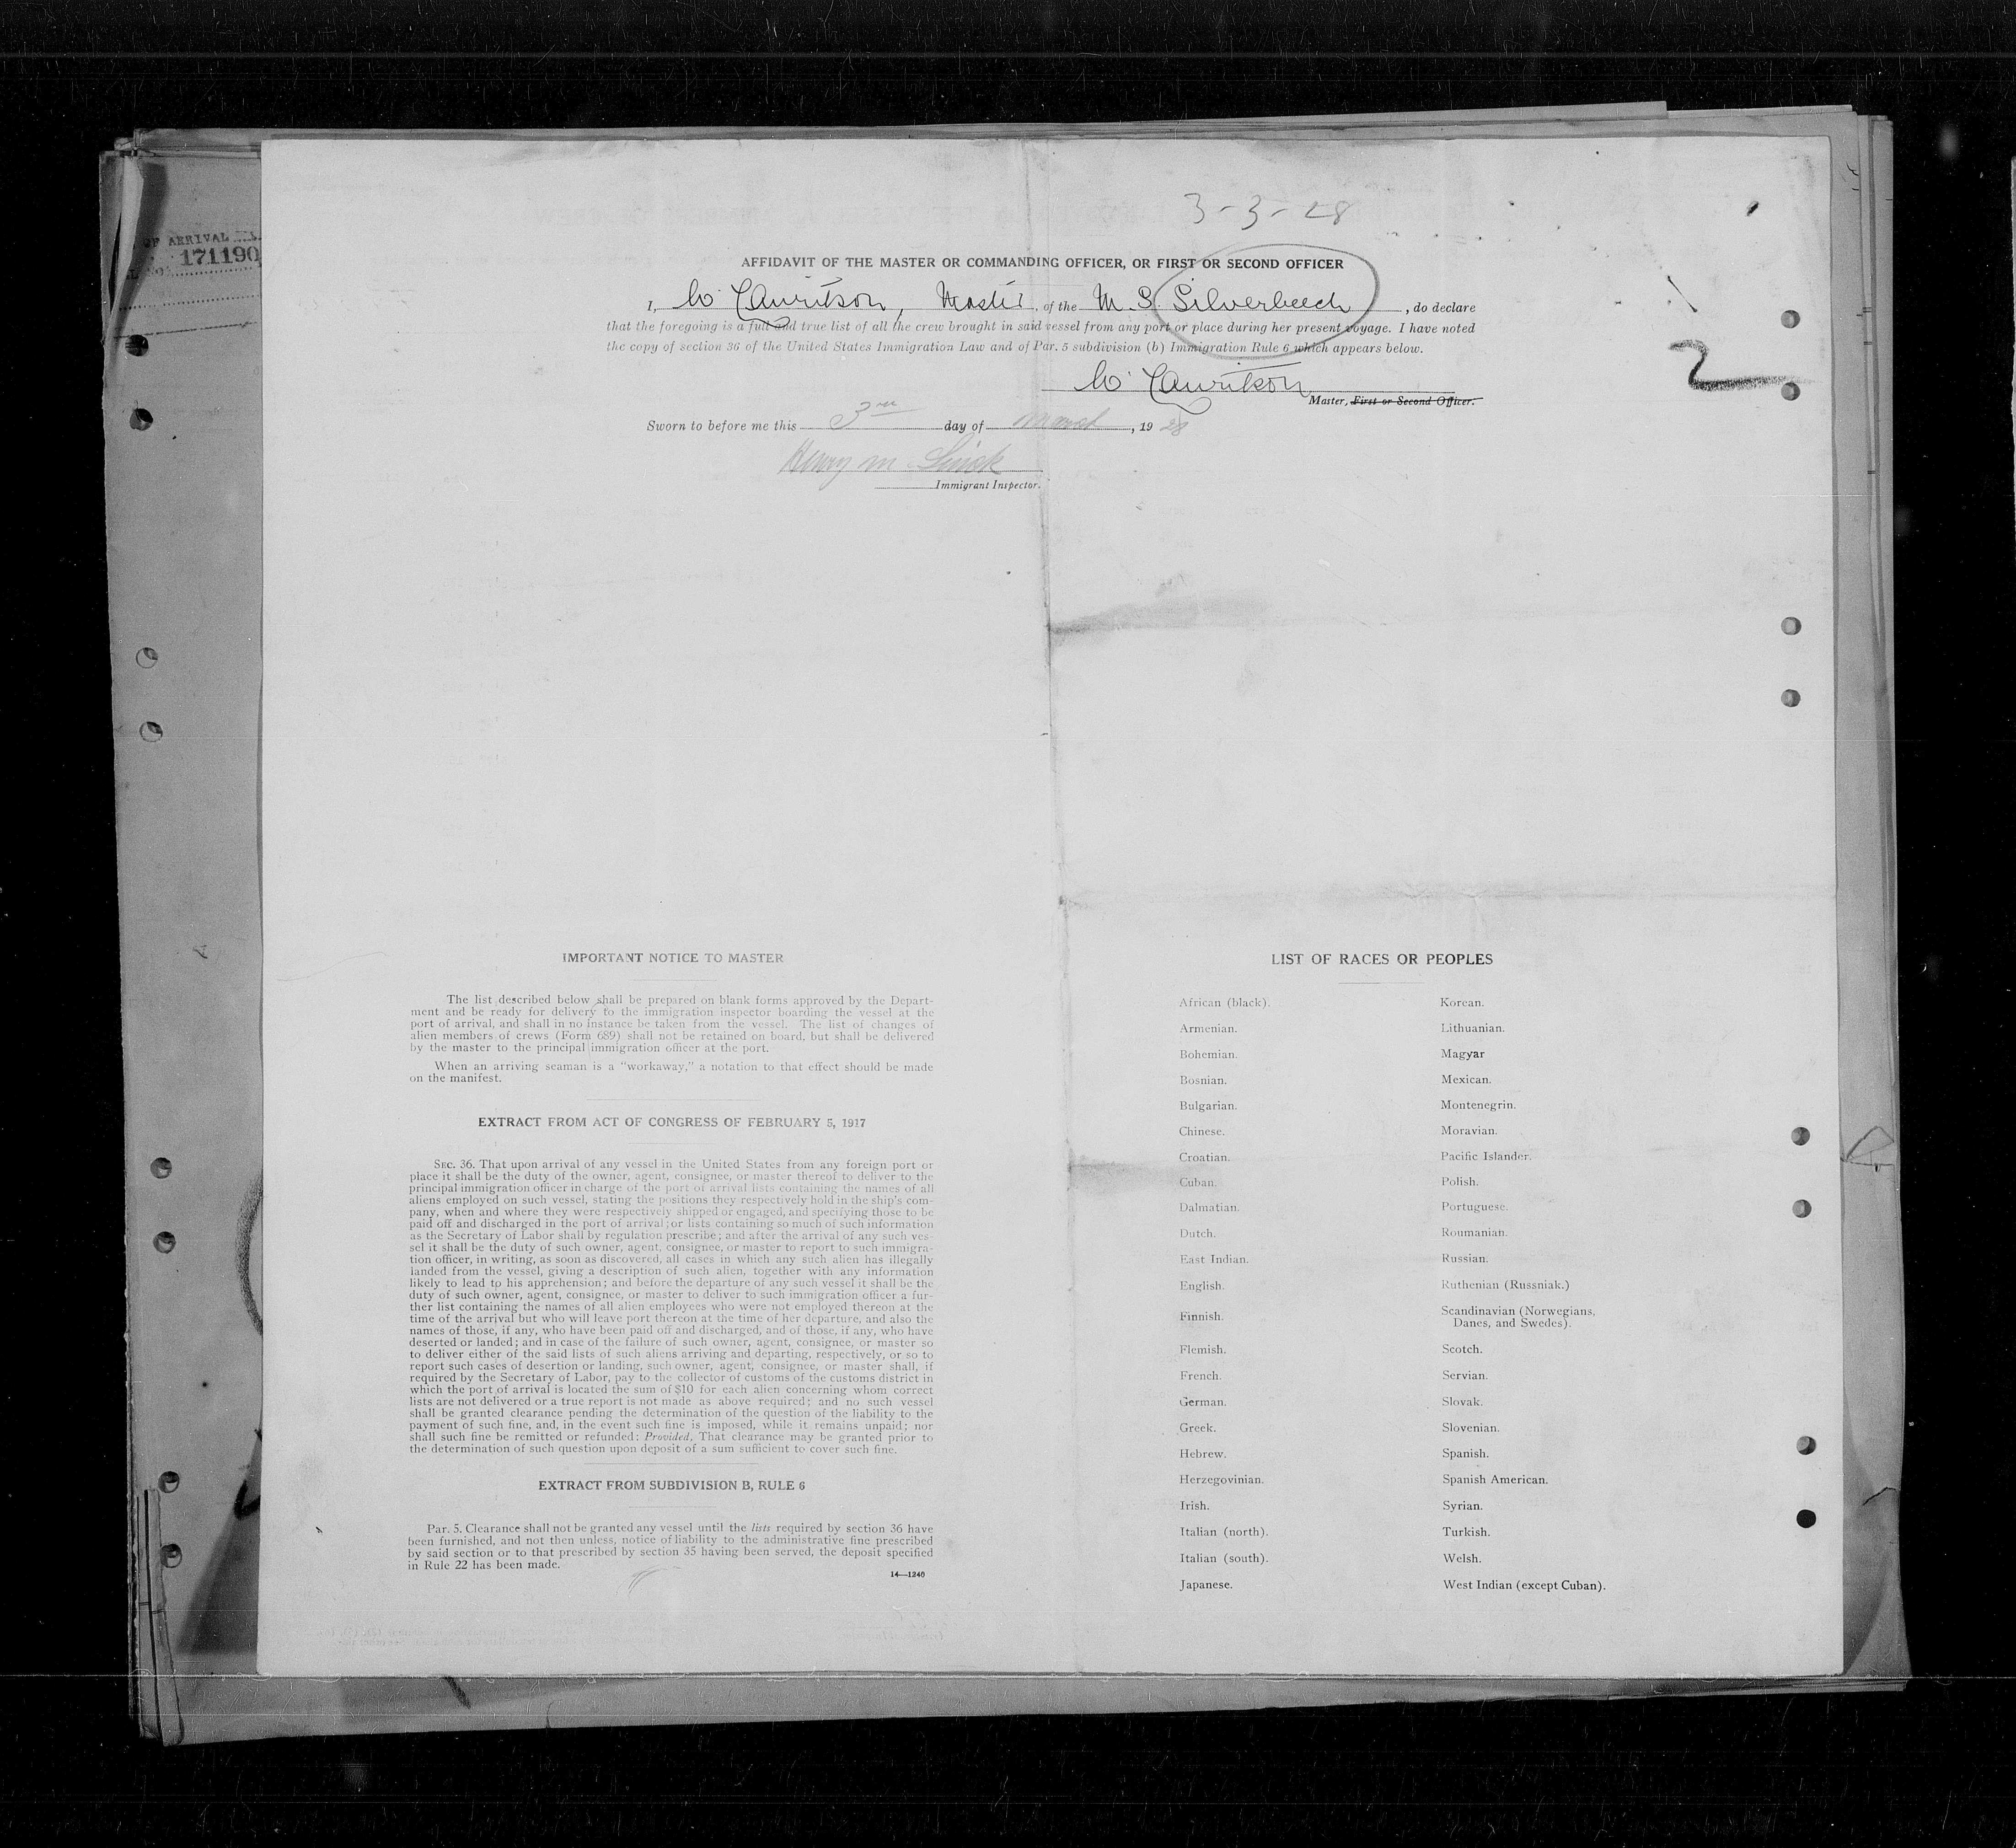 3-3-28
OF ARRIVAL
171190
AFFIDAVIT OF THE MASTER OR COMMANDING OFFICER, OR FIRST OR SECOND OFFICER
I, W. Lauritson, Master, of the M. S. Silverbeech, do declare
that the foregoing is a full and true list of all the crew brought in said vessel from any port or place during her present voyage. I have noted
the copy of section 36 of the United States Immigration Law and of Par. 5 subdivision (b) Immigration Rule 6 which appears below.
2
W. Lauritson
Master, First or Second Officer.
Sworn to before me this 3rd day of March, 1928
Henry M
Immigrant Inspector.
IMPORTANT NOTICE TO MASTER
The list described below shall be prepared on blank forms approved by the Depart-
ment and be ready for delivery to the immigration inspector boarding the vessel at the
port of arrival, and shall in no instance be taken from the vessel. The list of changes of
alien members of crews (Form 689) shall not be retained on board, but shall be delivered
by the master to the principal immigration officer at the port.
When an arriving seaman is a "workaway," a notation to that effect should be made
on the manifest.
EXTRACT FROM ACT OF CONGRESS OF FEBRUARY 5, 1917
SEC. 36. That upon arrival of any vessel in the United States from any foreign port or
place it shall be the duty of the owner, agent, consignee, or master thereof to deliver to the
principal immigration officer in charge of the port of arrival lists containing the names of all
aliens employed on such vessel, stating the positions they respectively hold in the ship's com-
pany, when and where they were respectively shipped or engaged, and specifying those to be
paid off and discharged in the port of arrival; or lists containing so much of such information
as the Secretary of Labor shall by regulation prescribe; and after the arrival of any such ves-
sel it shall be the duty of such owner, agent, consignee, or master to report to such immigra-
tion officer, in writing, as soon as discovered, all cases in which any such alien has illegally
landed from the vessel, giving a description of such alien, together with any information
likely to lead to his apprehension; and before the departure of any such vessel it shall be the
duty of such owner, agent, consignee, or master to deliver to such immigration officer a fur-
ther list containing the names of all alien employees who were not employed thereon at the
time of the arrival but who will leave port thereon at the time of her departure, and also the
names of those, if any, who have been paid off and discharged, and of those, if any, who have
deserted or landed; and in case of the failure of such owner, agent, consignee, or master so
to deliver either of the said lists of such aliens arriving and departing, respectively, or so to
report such cases of desertion or landing, such owner, agent, consignee, or master shall, if
required by the Secretary of Labor, pay to the collector of customs of the customs district in
which the port of arrival is located the sum of $10 for each alien concerning whom correct
lists are not delivered or a true report is not made as above required; and no such vessel
shall be granted clearance pending the determination of the question of the liability to the
payment of such fine, and, in the event such fine is imposed, while it remains unpaid; nor
shall such fine be remitted or refunded: Provided, That clearance may be granted prior to
the determination of such question upon deposit of a sum sufficient to cover such fine.
EXTRACT FROM SUBDIVISION B, RULE 6
Par. 5. Clearance shall not be granted any vessel until the lists required by section 36 have
been furnished, and not then unless, notice of liability to the administrative fine prescribed
by said section or to that prescribed by section 35 having been served, the deposit specified
in Rule 22 has been made.
14—1240
LIST OF RACES OR PEOPLES
African (black).
Armenian.
Bohemian.
Bosnian.
Bulgarian.
Chinese.
Croatian.
Cuban.
Dalmatian.
Dutch.
East Indian.
English.
Finnish.
Flemish.
French.
German.
Greek.
Hebrew.
Herzegovinian.
Irish.
Italian (north).
Italian (south).
Japanese.
Korean.
Lithuanian.
Magyar
Mexican.
Montenegrin.
Moravian.
Pacific Islander.
Polish.
Portuguese.
Roumanian.
Russian.
Ruthenian (Russniak.)
Scandinavian (Norwegians,
Danes, and Swedes).
Scotch.
Servian.
Slovak.
Slovenian.
Spanish.
Spanish American.
Syrian.
Turkish.
Welsh.
West Indian (except Cuban).